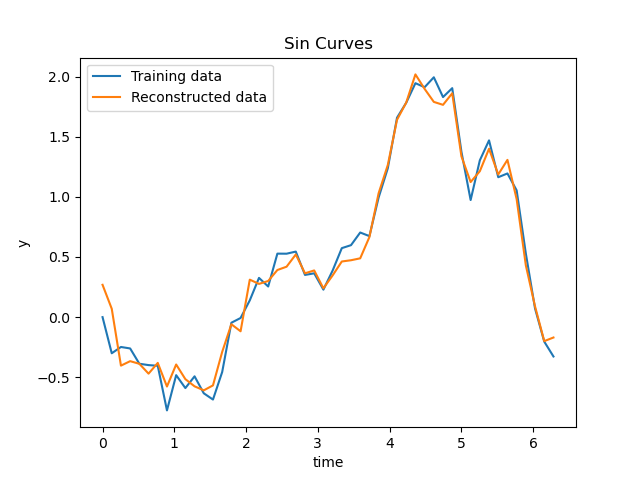 Sin Curves
Training data
Reconstructed data
2.0
1.5
1.0
0.5
0.0
−0.5
y
0 1 2 3 4 5 6
time